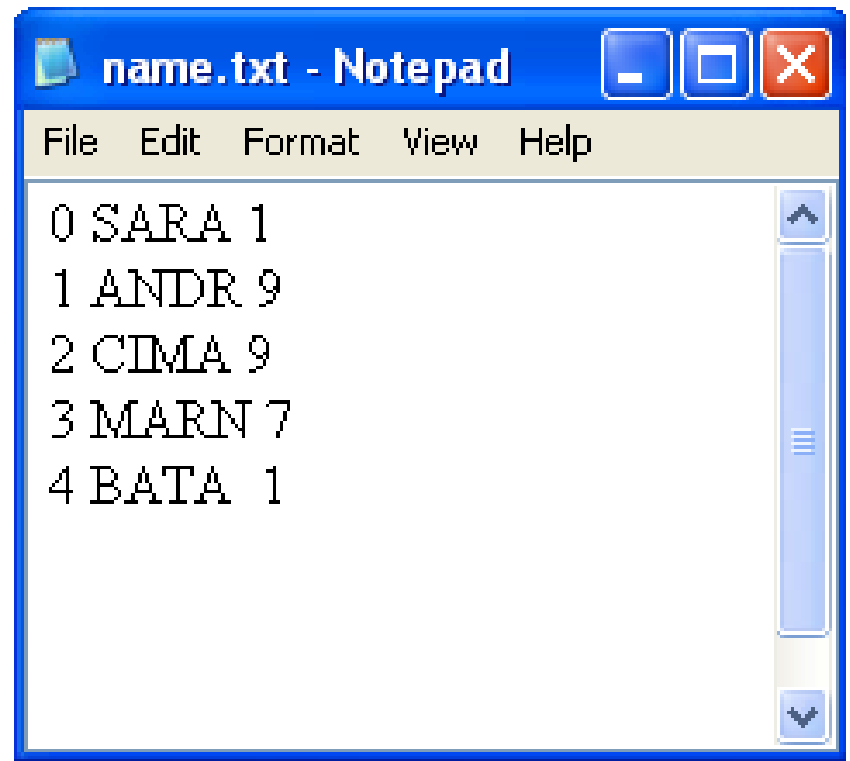 name.txt - Notepad
File Edit Format View Help
0 SARA 1
1 ANDR 9
2 CIMA 9
3 MARN 7
4 BATA  1